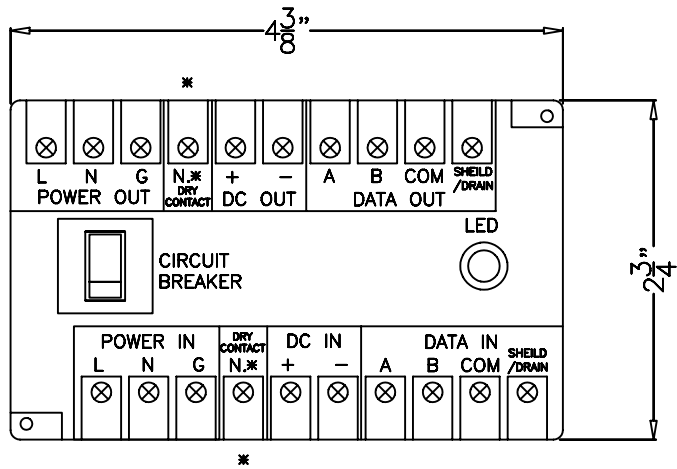 4 3/8"
*
L N G N.* + − A B COM SHEILD
POWER OUT DRY DC OUT DATA OUT /DRAIN
CONTACT
LED
CIRCUIT
BREAKER
2 3/4"
POWER IN DRY DC IN DATA IN SHEILD
CONTACT /DRAIN
L N G N.* + − A B COM
*